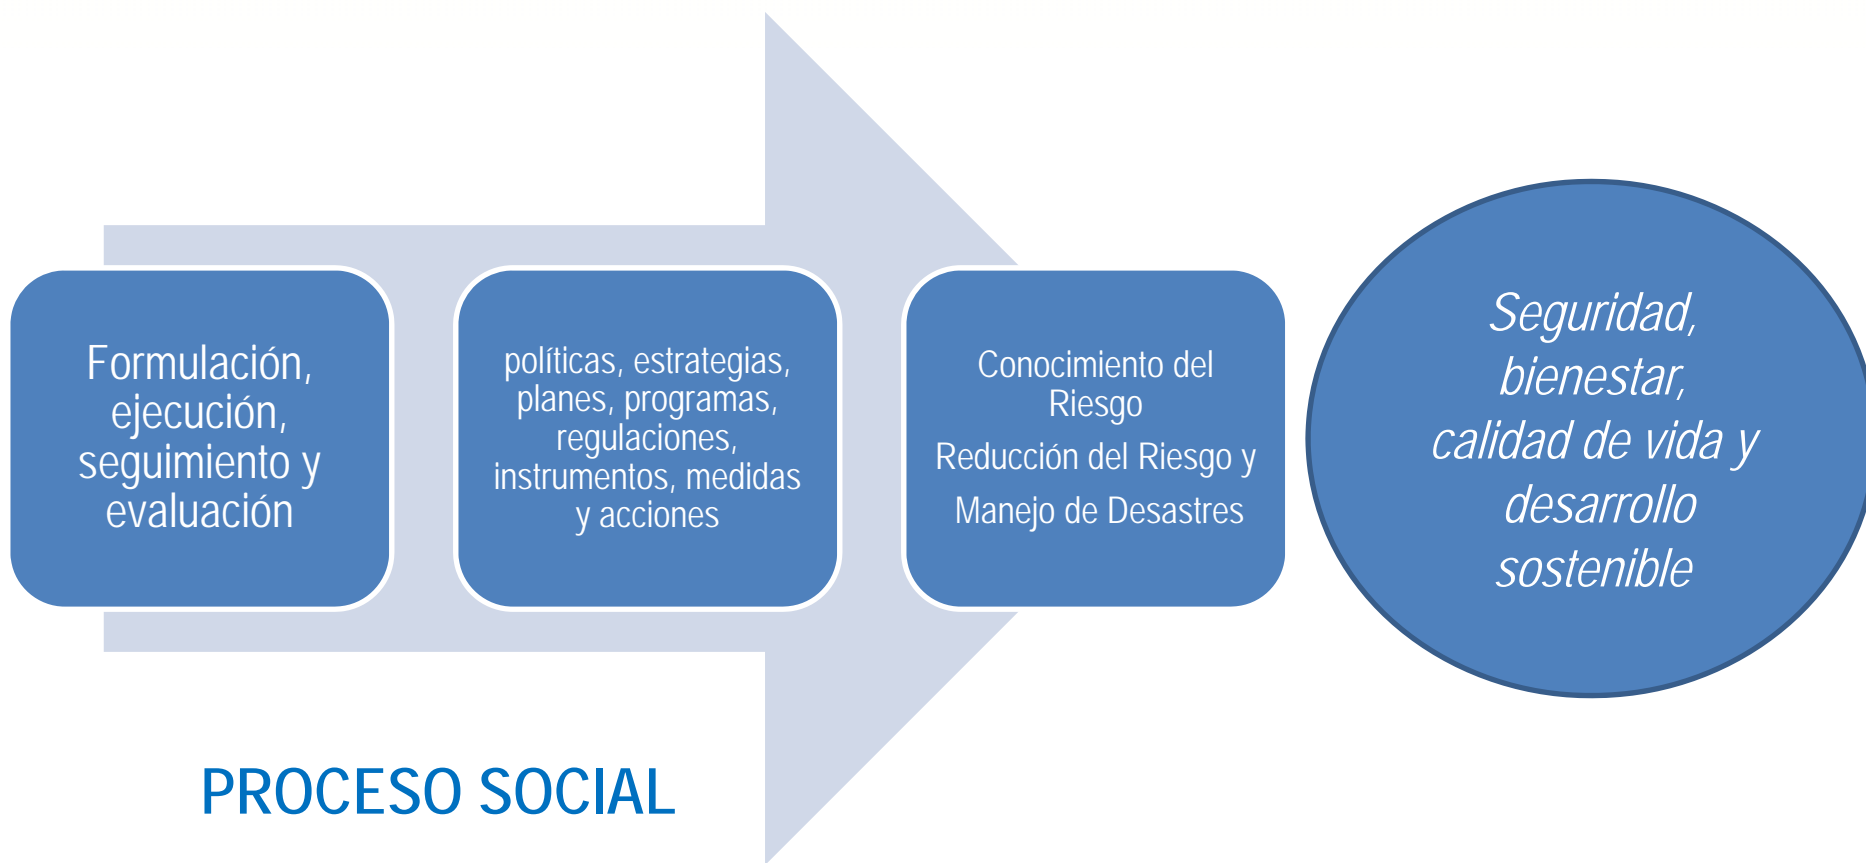 Formulación,
ejecución,
seguimiento y
evaluación
políticas, estrategias,
planes, programas,
regulaciones,
instrumentos, medidas
y acciones
Conocimiento del
Riesgo
Reducción del Riesgo y
Manejo de Desastres
Seguridad,
bienestar,
calidad de vida y
desarrollo
sostenible
PROCESO SOCIAL